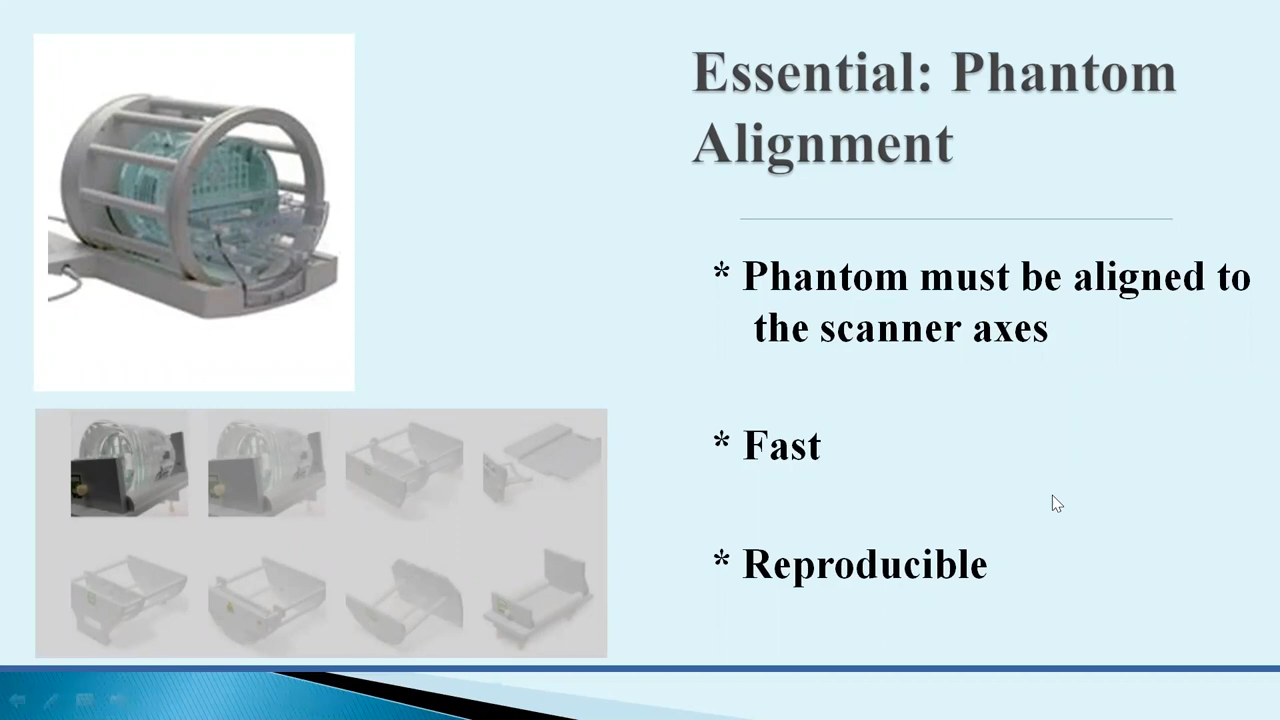 Essential: Phantom
Alignment
* Phantom must be aligned to
the scanner axes
* Fast
* Reproducible